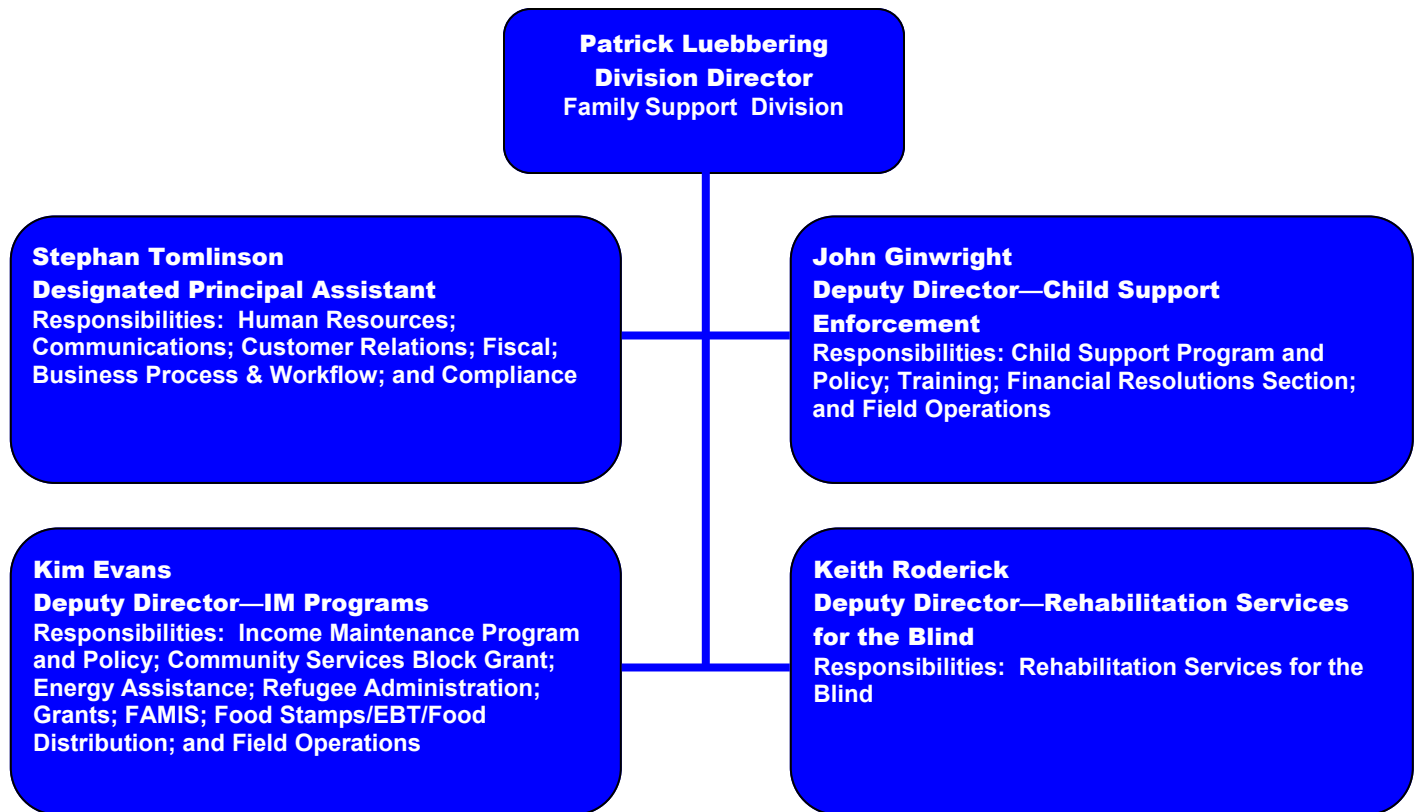 Patrick Luebbering
Division Director
Family Support Division
Stephan Tomlinson
Designated Principal Assistant
Responsibilities: Human Resources;
Communications; Customer Relations; Fiscal;
Business Process & Workflow; and Compliance
John Ginwright
Deputy Director—Child Support
Enforcement
Responsibilities: Child Support Program and
Policy; Training; Financial Resolutions Section;
and Field Operations
Kim Evans
Deputy Director—IM Programs
Responsibilities: Income Maintenance Program
and Policy; Community Services Block Grant;
Energy Assistance; Refugee Administration;
Grants; FAMIS; Food Stamps/EBT/Food
Distribution; and Field Operations
Keith Roderick
Deputy Director—Rehabilitation Services
for the Blind
Responsibilities: Rehabilitation Services for the
Blind